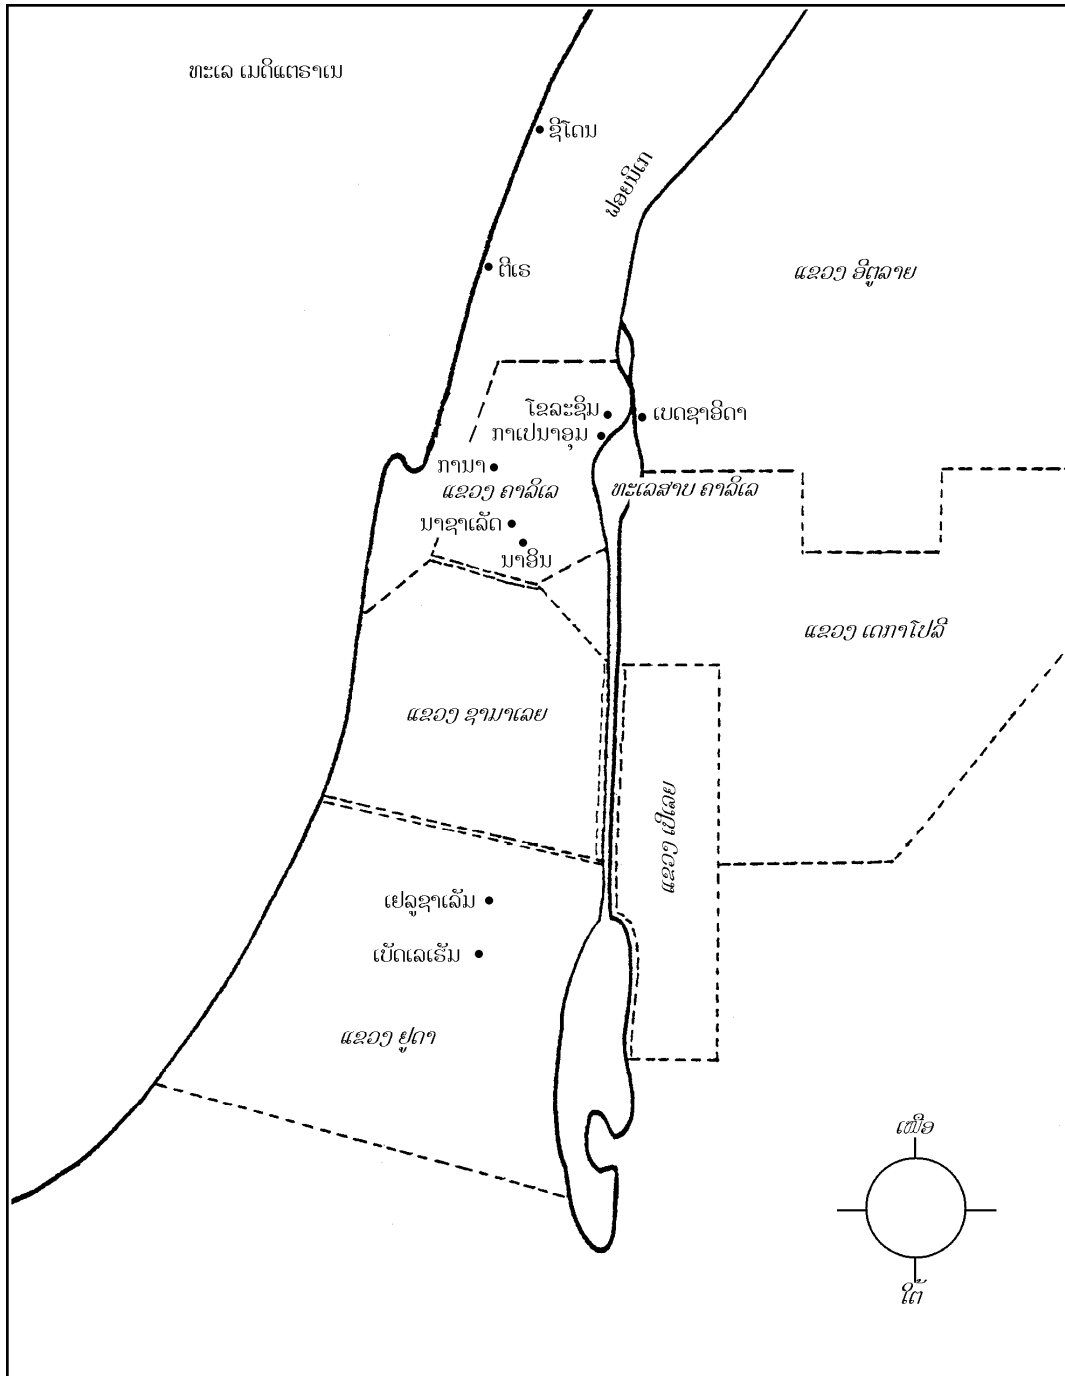 ທະເລ ເມດິແຕຣາເນ
ຊີໂດນ
ຟອຍນິເກ
ຕີເຣ
ແຂວງ ອີຕູລາຍ
ໂຂລະຊິມ
ເບດຊາອິດາ
ກາເປນາອຸມ
ການາ
ແຂວງ ຄາລິເລ
ທະເລສາບ ຄາລິເລ
ນາຊາເລັດ
ນາອິນ
ແຂວງ ເດກາໂປລີ
ແຂວງ ຊາມາເລຍ
ແຂວງ ເປີເລຍ
ເຢລູຊາເລັມ
ເບັດເລເຮັມ
ແຂວງ ຢູດາ
ເໜືອ
ໃຕ້